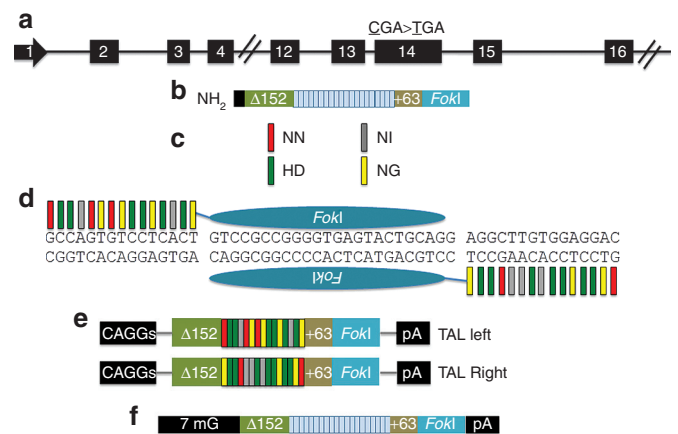 a
CGA>TGA
1 2 3 4 12 13 14 15 16
b NH2 Δ152 +63 FokI
c NN NI
HD NG
d
FokI
GCCAGTGTCCTCACT GTCCGCCGGGGTGAGTACTGCAGG AGGCTTGTGGAGGAC
CGGTCACAGGAGTGA CAGGCGGCCCCACTCATGACGTCC TCCGAACACCTCCTG
FokI
e
CAGGs Δ152 +63 FokI pA TAL left
CAGGs Δ152 +63 FokI pA TAL Right
f
7 mG Δ152 +63 FokI pA